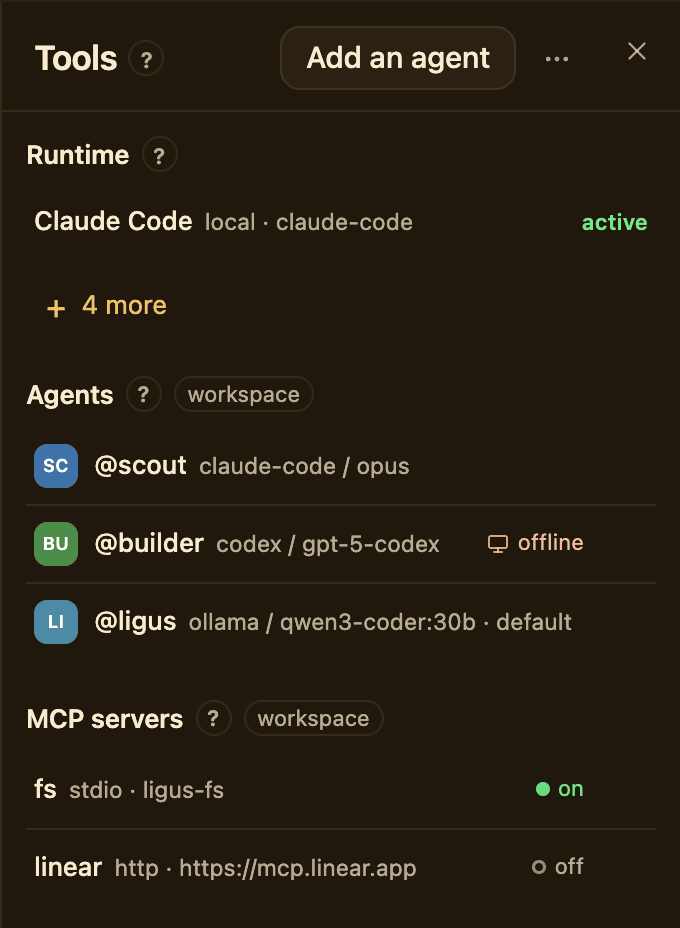 Tools ? Add an agent ··· ×
Runtime ?
Claude Code local · claude-code active
+ 4 more
Agents ? workspace
SC @scout claude-code / opus
BU @builder codex / gpt-5-codex offline
LI @ligus ollama / qwen3-coder:30b · default
MCP servers ? workspace
fs stdio · ligus-fs on
linear http · https://mcp.linear.app off